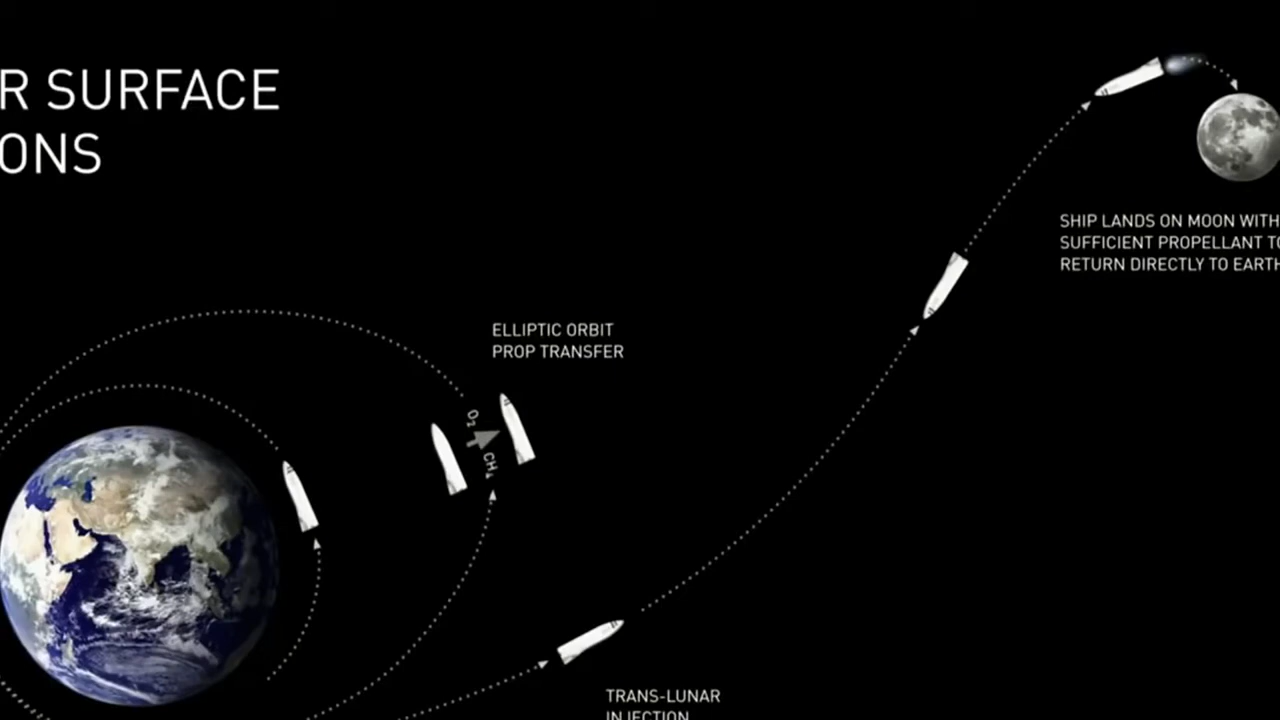 R SURFACE
ONS
SHIP LANDS ON MOON WITH
SUFFICIENT PROPELLANT TO
RETURN DIRECTLY TO EARTH
ELLIPTIC ORBIT
PROP TRANSFER
O₂
CH₄
TRANS-LUNAR
INJECTION